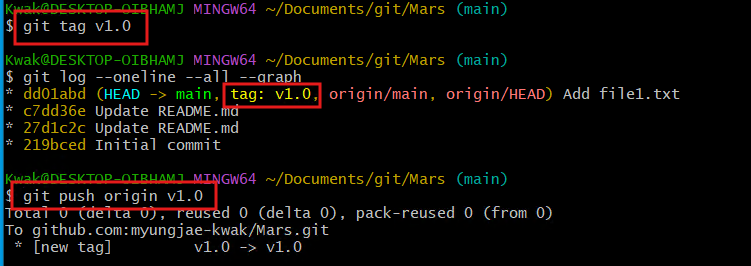 Kwak@DESKTOP-OIBHAMJ MINGW64 ~/Documents/git/Mars (main)
$ git tag v1.0
Kwak@DESKTOP-OIBHAMJ MINGW64 ~/Documents/git/Mars (main)
$ git log --oneline --all --graph
* dd01abd (HEAD -> main, tag: v1.0, origin/main, origin/HEAD) Add file1.txt
* c7dd36e Update README.md
* 27d1c2c Update README.md
* 219bced Initial commit
Kwak@DESKTOP-OIBHAMJ MINGW64 ~/Documents/git/Mars (main)
$ git push origin v1.0
Total 0 (delta 0), reused 0 (delta 0), pack-reused 0 (from 0)
To github.com:myungjae-kwak/Mars.git
* [new tag] v1.0 -> v1.0